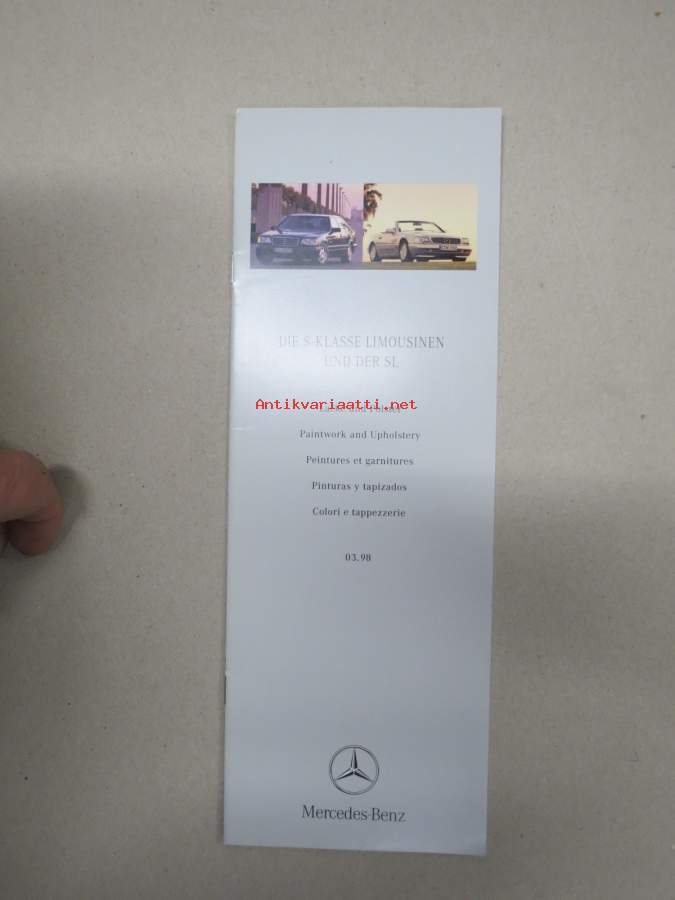 DIE S-KLASSE LIMOUSINEN
UND DER SL
Antikvariaatti.net
Paintwork and Upholstery
Peintures et garnitures
Pinturas y tapizados
Colori e tappezzerie
03.98
Mercedes-Benz